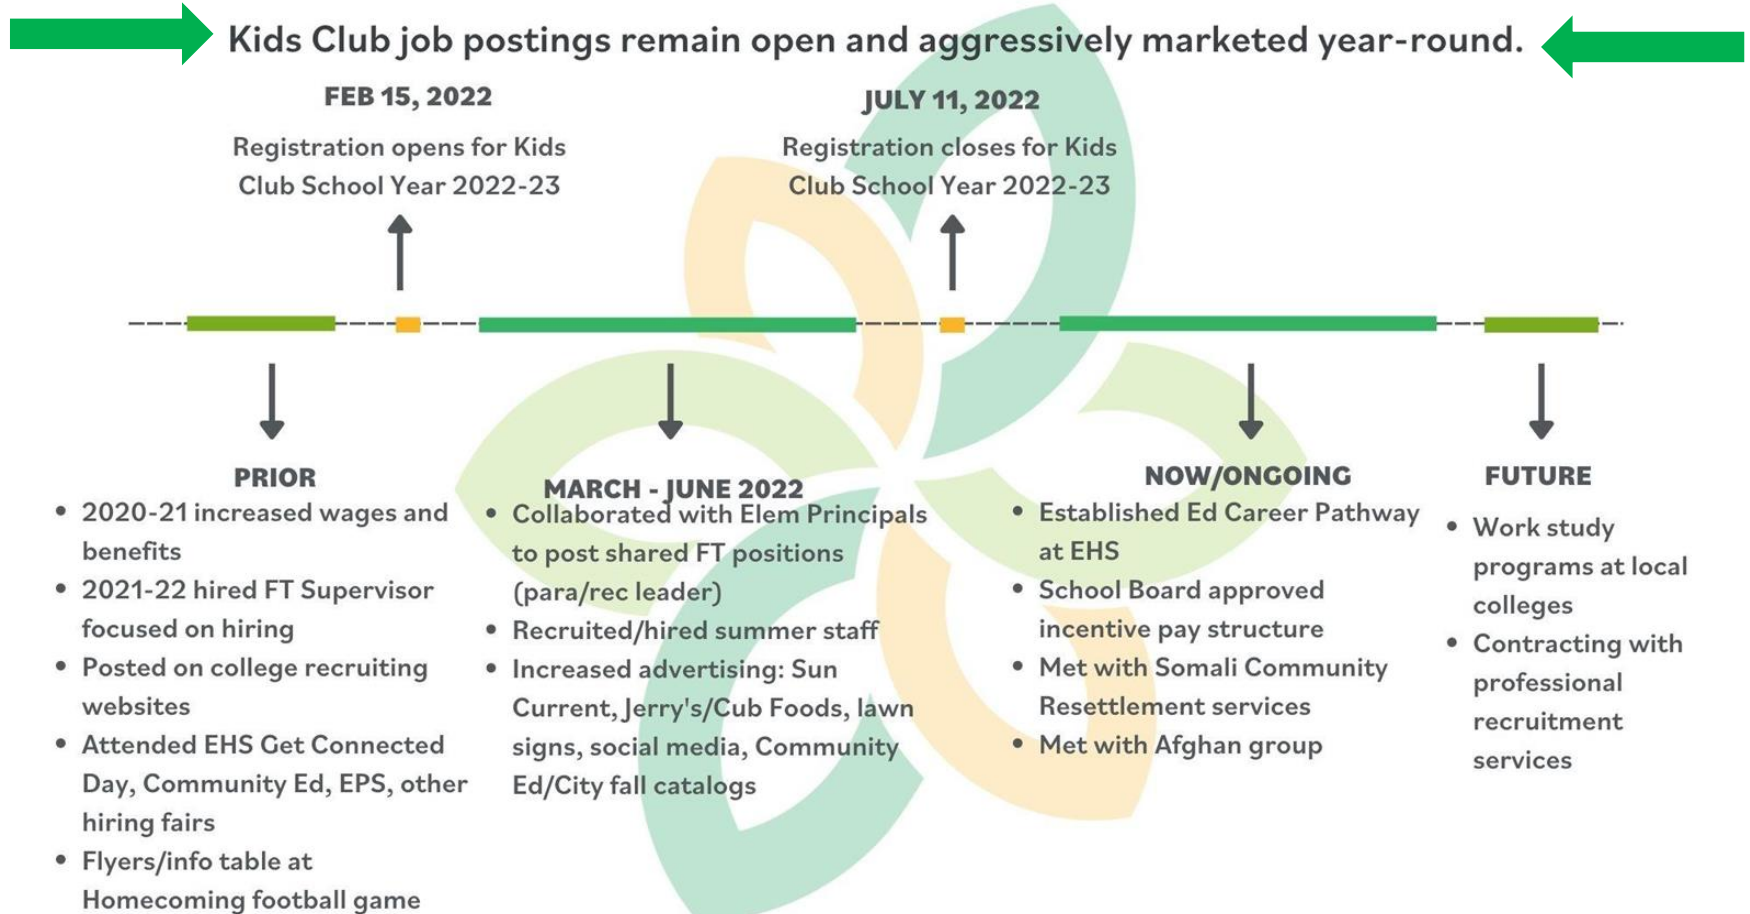 Kids Club job postings remain open and aggressively marketed year-round.
FEB 15, 2022
Registration opens for Kids
Club School Year 2022-23
JULY 11, 2022
Registration closes for Kids
Club School Year 2022-23
PRIOR
• 2020-21 increased wages and
benefits
• 2021-22 hired FT Supervisor
focused on hiring
• Posted on college recruiting
websites
• Attended EHS Get Connected
Day, Community Ed, EPS, other
hiring fairs
• Flyers/info table at
Homecoming football game
MARCH - JUNE 2022
• Collaborated with Elem Principals
to post shared FT positions
(para/rec leader)
• Recruited/hired summer staff
• Increased advertising: Sun
Current, Jerry's/Cub Foods, lawn
signs, social media, Community
Ed/City fall catalogs
NOW/ONGOING
• Established Ed Career Pathway
at EHS
• School Board approved
incentive pay structure
• Met with Somali Community
Resettlement services
• Met with Afghan group
FUTURE
• Work study
programs at local
colleges
• Contracting with
professional
recruitment
services